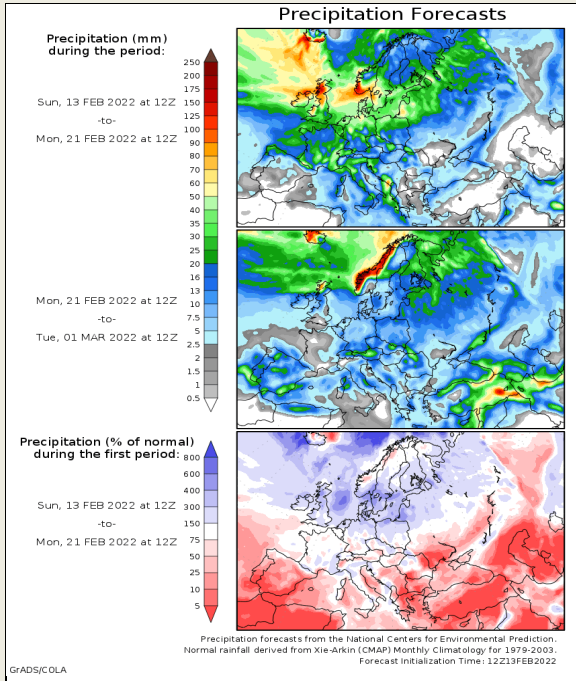 Precipitation Forecasts
Precipitation (mm)
during the period:
Sun, 13 FEB 2022 at 12Z
-to-
Mon, 21 FEB 2022 at 12Z
250
200
175
150
125
100
90
80
70
60
50
40
35
30
25
20
16
13
10
7.5
5
2.5
2
1.5
1
0.5
Mon, 21 FEB 2022 at 12Z
-to-
Tue, 01 MAR 2022 at 12Z
Precipitation (% of normal)
during the first period:
Sun, 13 FEB 2022 at 12Z
-to-
Mon, 21 FEB 2022 at 12Z
800
600
400
300
150
75
50
25
10
5
Precipitation forecasts from the National Centers for Environmental Prediction.
Normal rainfall derived from Xie-Arkin (CMAP) Monthly Climatology for 1979-2003.
Forecast Initialization Time: 12Z13FEB2022
GrADS/COLA